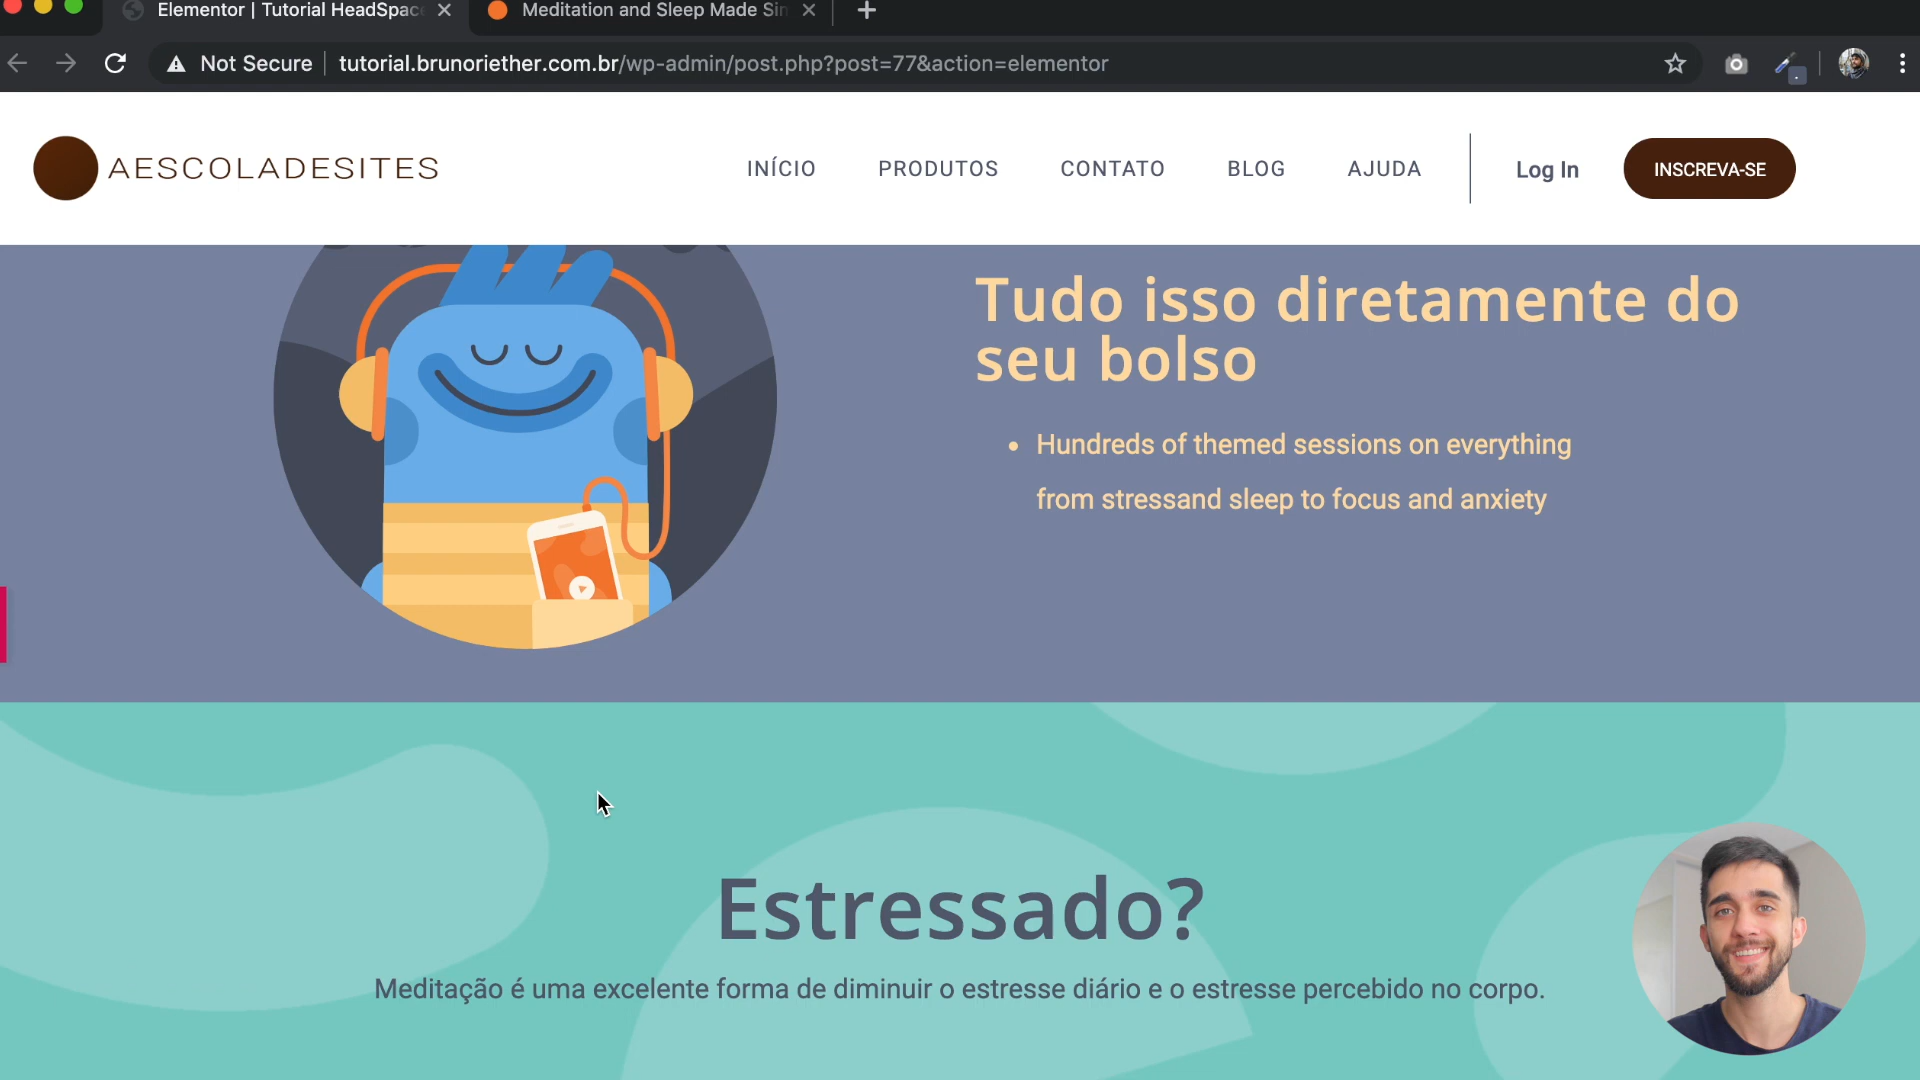 Elementor | Tutorial HeadSpace
Meditation and Sleep Made Sim
Not Secure
tutorial.brunoriether.com.br/wp-admin/post.php?post=77&action=elementor
AESCOLADESITES
INÍCIO
PRODUTOS
CONTATO
BLOG
AJUDA
Log In
INSCREVA-SE
Tudo isso diretamente do
seu bolso
• Hundreds of themed sessions on everything
from stressand sleep to focus and anxiety
Estressado?
Meditação é uma excelente forma de diminuir o estresse diário e o estresse percebido no corpo.